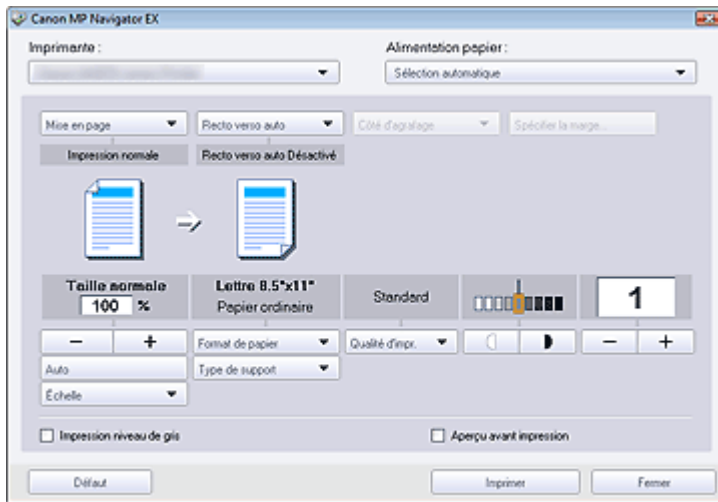 Canon MP Navigator EX
Imprimante :
Alimentation papier :
Sélection automatique
Mise en page
Recto verso auto
Côté d'agrafage
Spécifier la marge...
Impression normale
Recto verso auto Désactivé
Taille normale
100 %
Lettre 8.5"x11"
Papier ordinaire
Standard
1
− +
Format de papier
Qualité d'impr.
− +
Auto
Type de support
Échelle
Impression niveau de gris
Aperçu avant impression
Défaut
Imprimer
Fermer